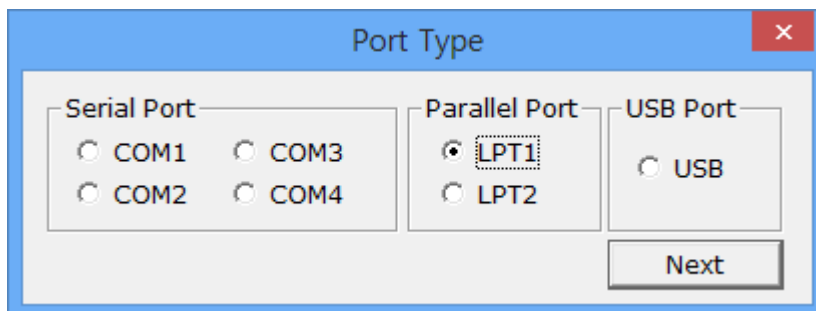 Port Type
Serial Port
COM1 COM3
COM2 COM4
Parallel Port
LPT1
LPT2
USB Port
USB
Next